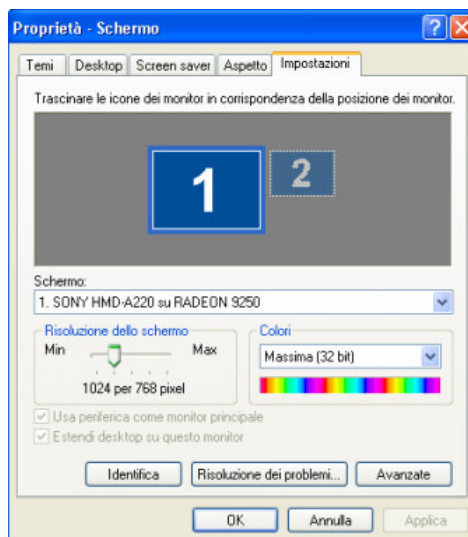 Proprietà - Schermo
Temi Desktop Screen saver Aspetto Impostazioni
Trascinare le icone dei monitor in corrispondenza della posizione dei monitor.
1 2
Schermo:
1. SONY HMD-A220 su RADEON 9250
Risoluzione dello schermo
Min Max
1024 per 768 pixel
Colori
Massima (32 bit)
Usa periferica come monitor principale
Estendi desktop su questo monitor
Identifica Risoluzione dei problemi... Avanzate
OK Annulla Applica